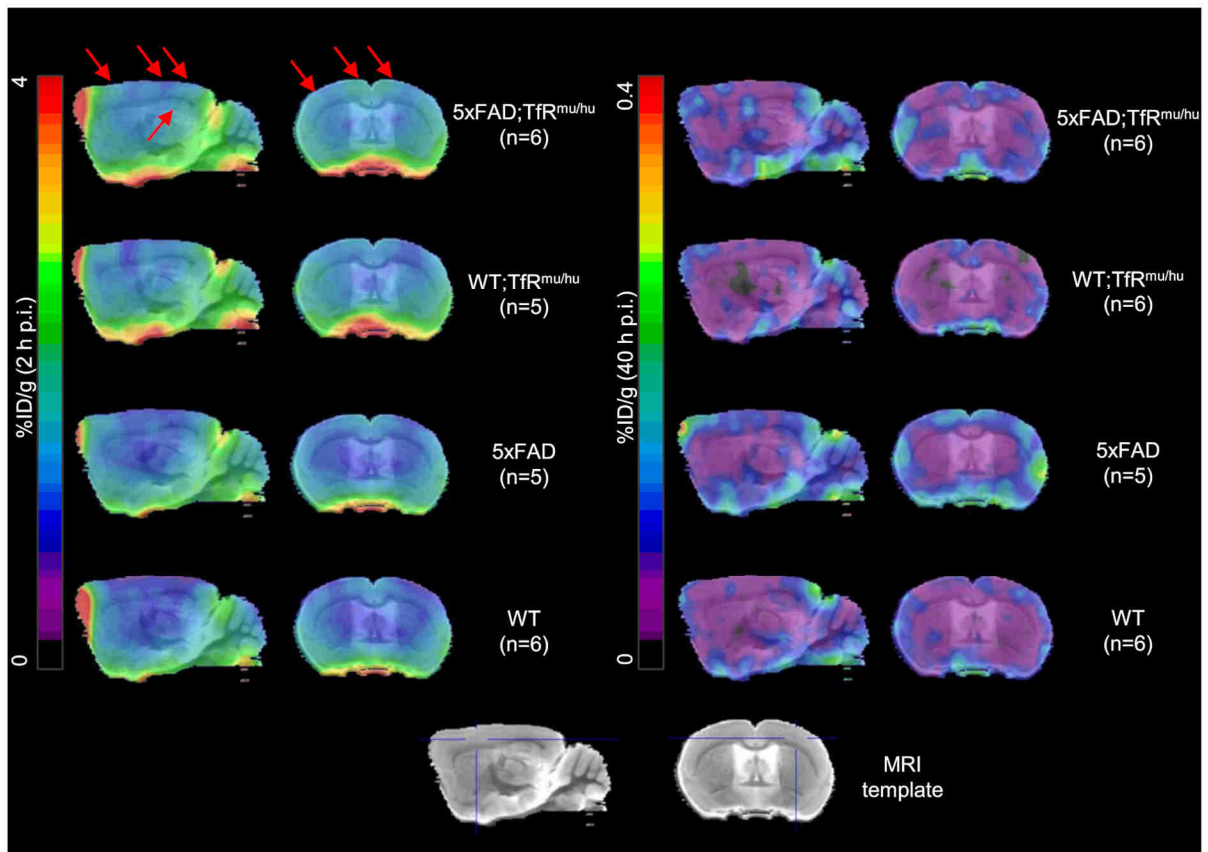 4
%ID/g (2 h p.i.)
0
5xFAD;TfR^mu/hu
(n=6)
WT;TfR^mu/hu
(n=5)
5xFAD
(n=5)
WT
(n=6)
0.4
%ID/g (40 h p.i.)
0
5xFAD;TfR^mu/hu
(n=6)
WT;TfR^mu/hu
(n=6)
5xFAD
(n=5)
WT
(n=6)
MRI
template